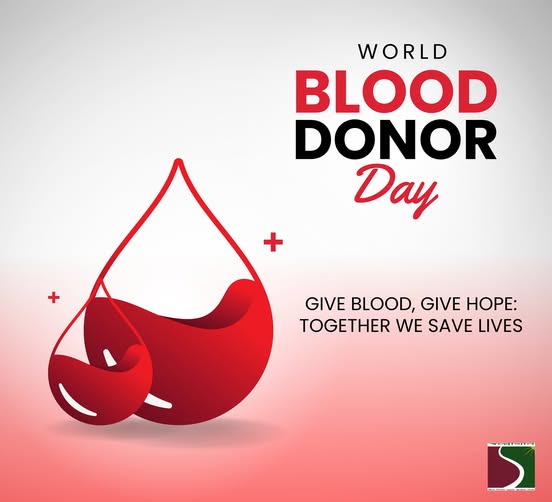 WORLD
BLOOD
DONOR
Day
GIVE BLOOD, GIVE HOPE:
TOGETHER WE SAVE LIVES